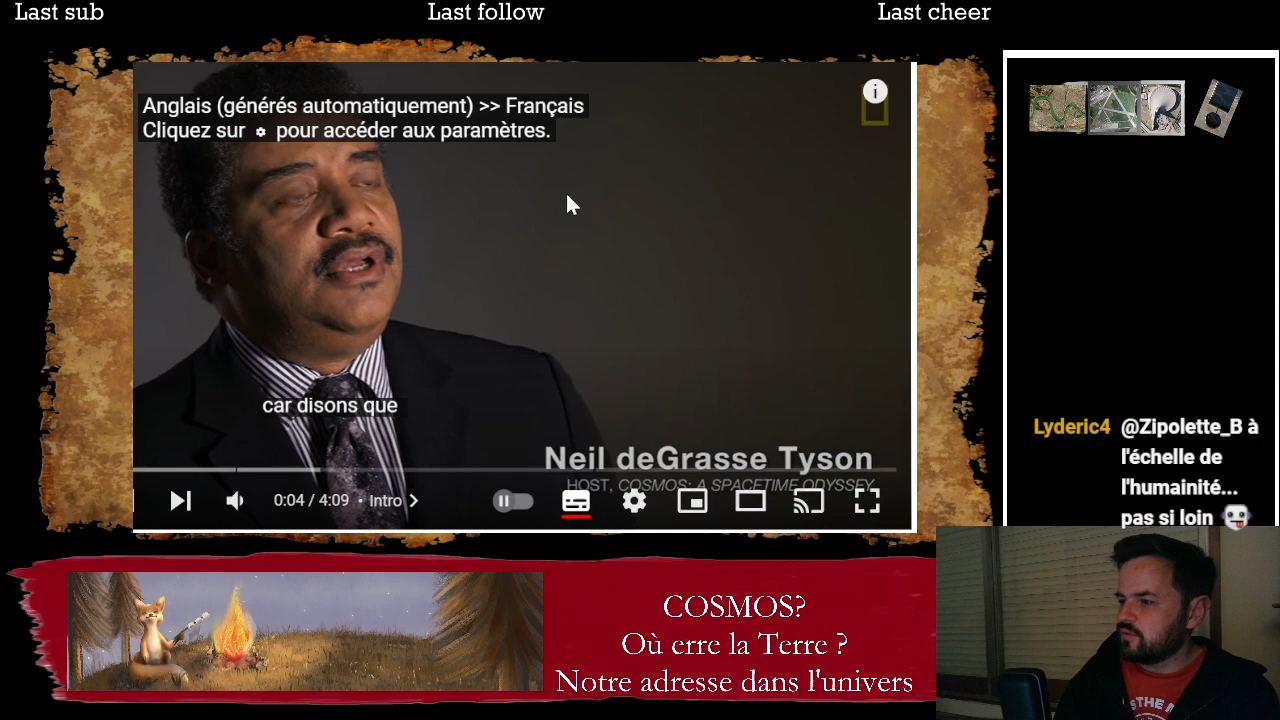 Last sub
Last follow
Last cheer
Anglais (générés automatiquement) >> Français
Cliquez sur pour accéder aux paramètres.
car disons que
Neil deGrasse Tyson
HOST, COSMOS: A SPACETIME ODYSSEY
0:04 / 4:09 • Intro
Lyderic4 @Zipolette_B à
l'échelle de
l'humainité...
pas si loin
COSMOS?
Où erre la Terre ?
Notre adresse dans l'univers
THE